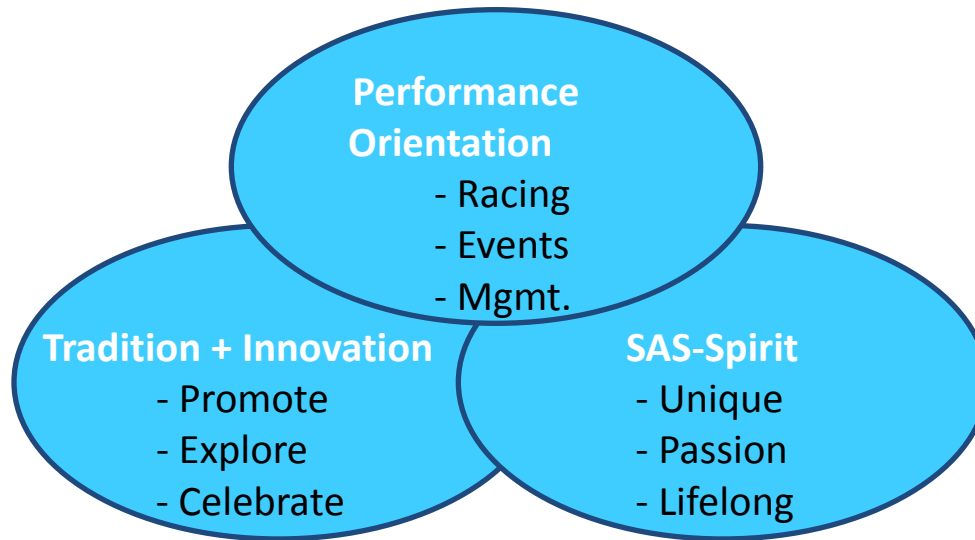 Performance
Orientation
- Racing
- Events
- Mgmt.
Tradition + Innovation
- Promote
- Explore
- Celebrate
SAS-Spirit
- Unique
- Passion
- Lifelong